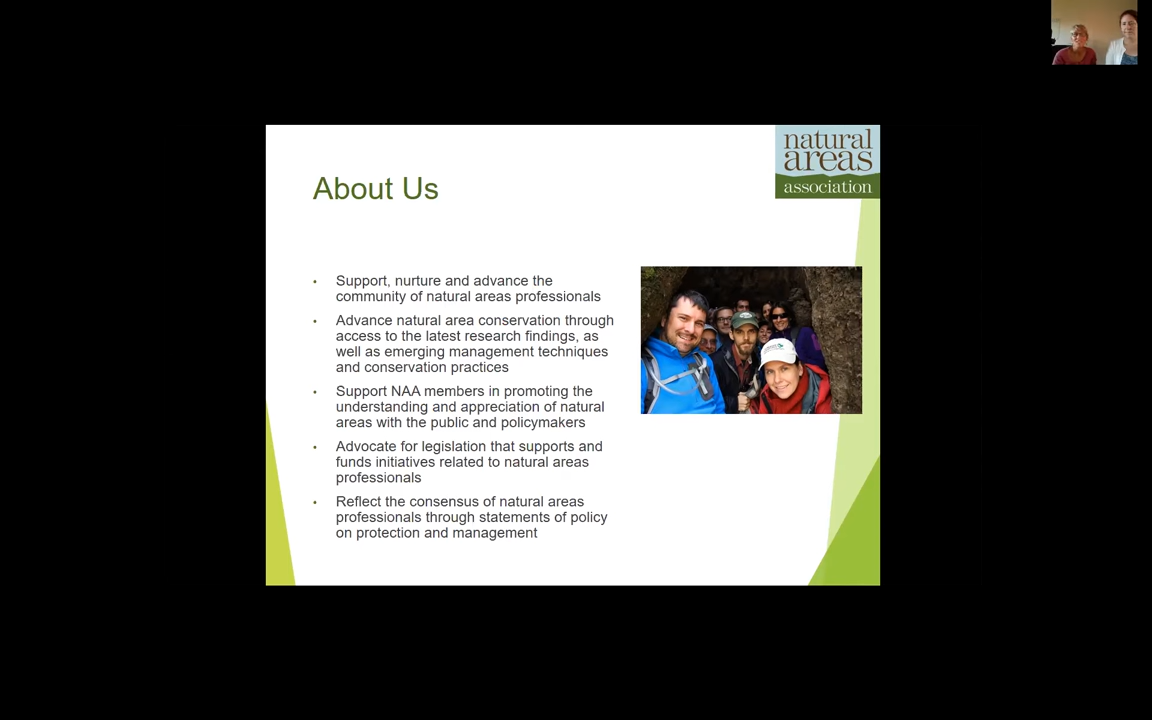 natural
areas
association
About Us
• Support, nurture and advance the
community of natural areas professionals
• Advance natural area conservation through
access to the latest research findings, as
well as emerging management techniques
and conservation practices
• Support NAA members in promoting the
understanding and appreciation of natural
areas with the public and policymakers
• Advocate for legislation that supports and
funds initiatives related to natural areas
professionals
• Reflect the consensus of natural areas
professionals through statements of policy
on protection and management